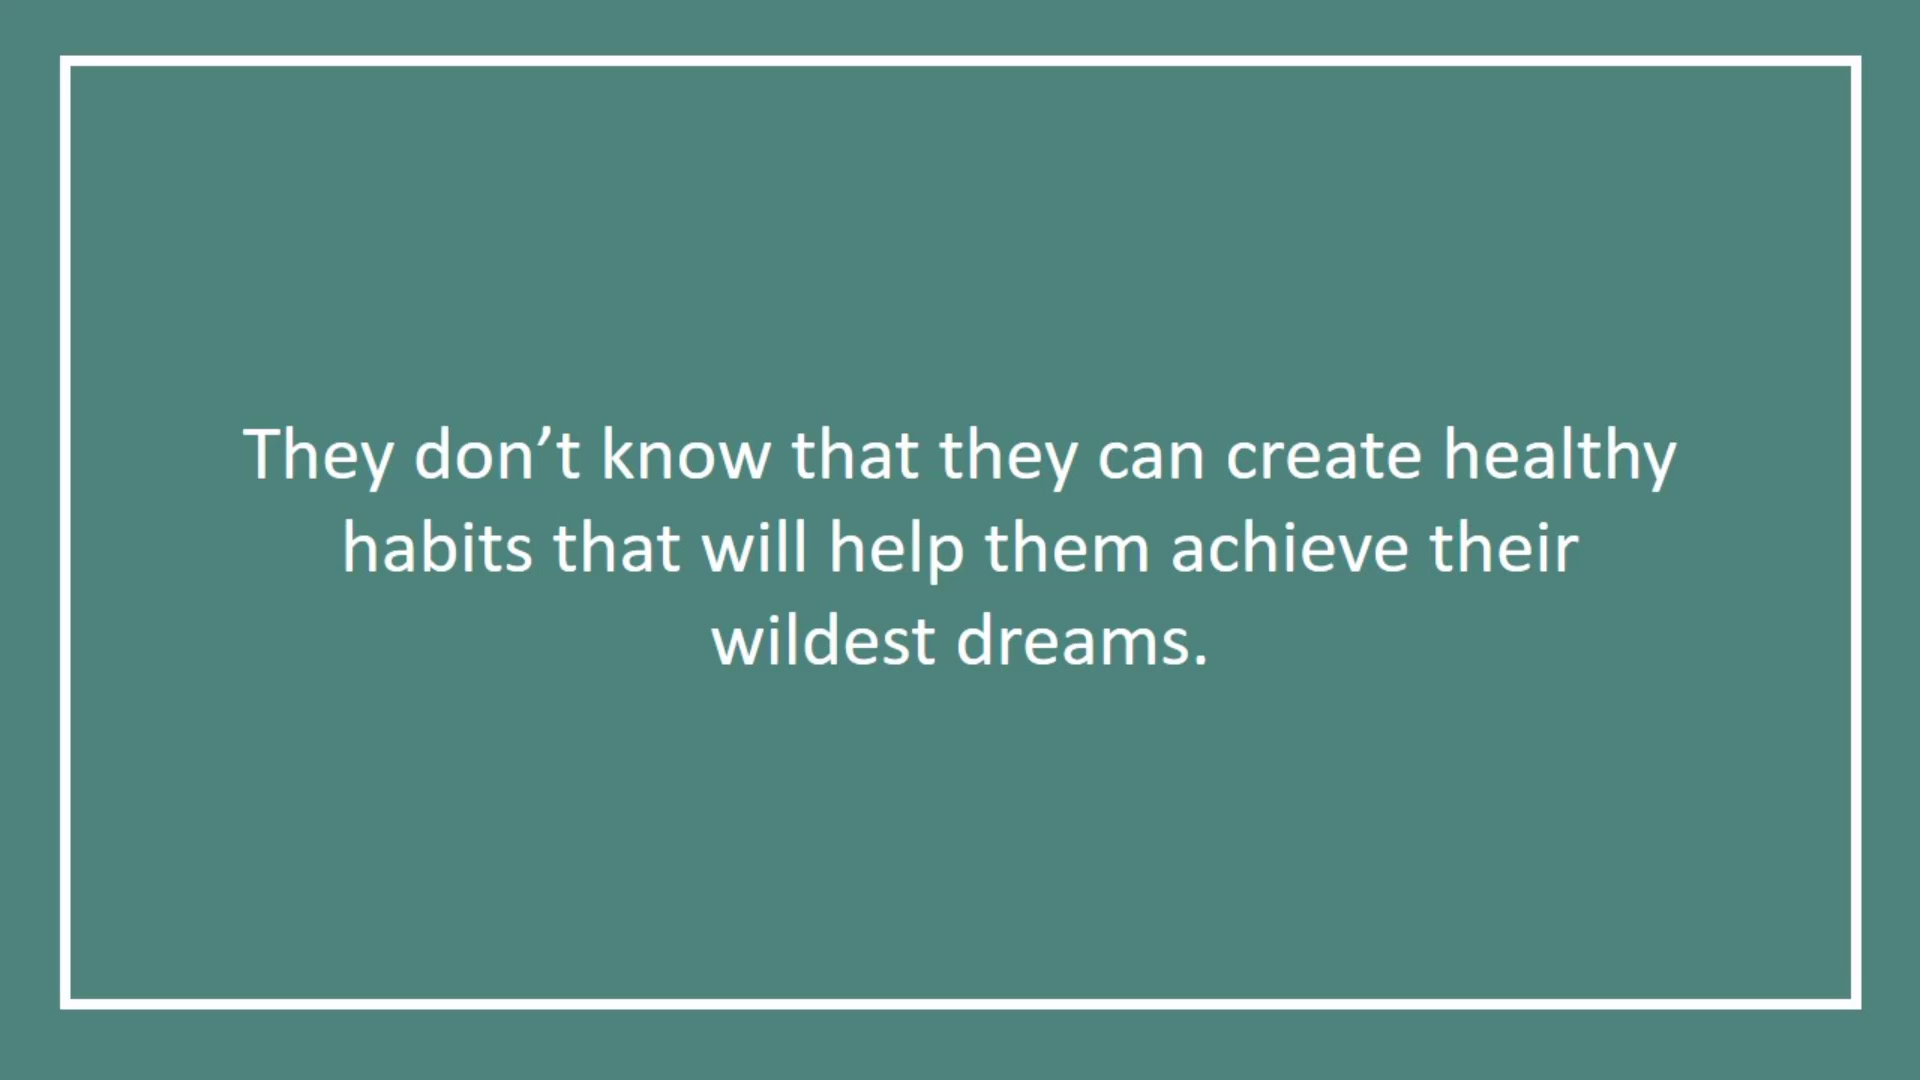 They don’t know that they can create healthy
habits that will help them achieve their
wildest dreams.